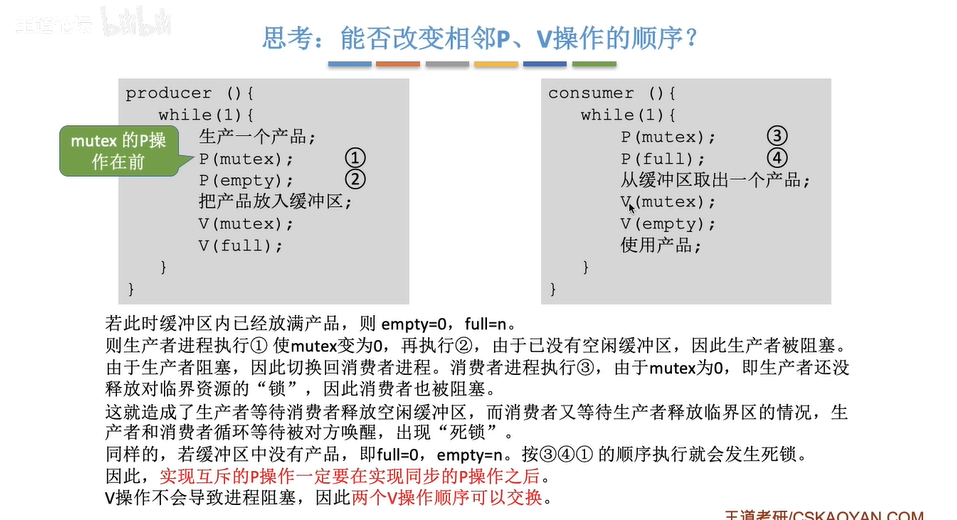 思考：能否改变相邻P、V操作的顺序？
mutex 的P操
作在前
producer (){
while(1){
生产一个产品;
P(mutex); ①
P(empty); ②
把产品放入缓冲区;
V(mutex);
V(full);
}
}
consumer (){
while(1){
P(mutex); ③
P(full); ④
从缓冲区取出一个产品;
V(mutex);
V(empty);
使用产品;
}
}
若此时缓冲区内已经放满产品，则 empty=0，full=n。
则生产者进程执行① 使mutex变为0，再执行②，由于已没有空闲缓冲区，因此生产者被阻塞。
由于生产者阻塞，因此切换回消费者进程。消费者进程执行③，由于mutex为0，即生产者还没
释放对临界资源的“锁”，因此消费者也被阻塞。
这就造成了生产者等待消费者释放空闲缓冲区，而消费者又等待生产者释放临界区的情况，生
产者和消费者循环等待被对方唤醒，出现“死锁”。
同样的，若缓冲区中没有产品，即full=0，empty=n。按③④① 的顺序执行就会发生死锁。
因此，实现互斥的P操作一定要在实现同步的P操作之后。
V操作不会导致进程阻塞，因此两个V操作顺序可以交换。
王道考研/CSKAOYAN.COM